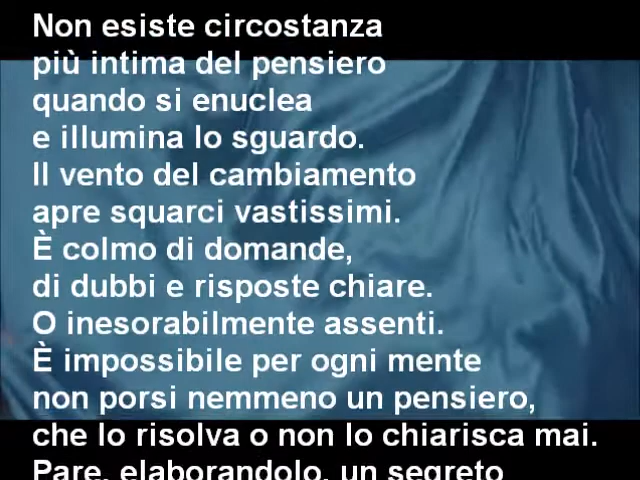 Non esiste circostanza
più intima del pensiero
quando si enuclea
e illumina lo sguardo.
Il vento del cambiamento
apre squarci vastissimi.
È colmo di domande,
di dubbi e risposte chiare.
O inesorabilmente assenti.
È impossibile per ogni mente
non porsi nemmeno un pensiero,
che lo risolva o non lo chiarisca mai.
Pare, elaborandolo, un segreto